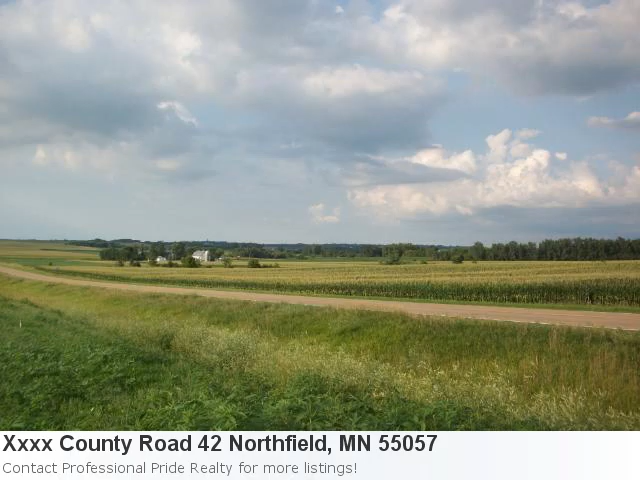 Xxxx County Road 42 Northfield, MN 55057
Contact Professional Pride Realty for more listings!